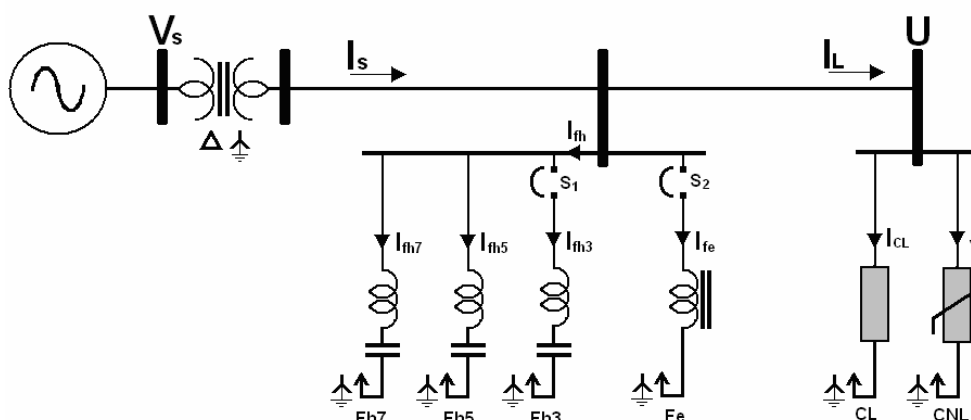 Vs
Is
IL
U
Δ
Ifh
S1
S2
Ifh7
Ifh5
Ifh3
Ife
ICL
Fh7
Fh5
Fh3
Fe
CL
CNL